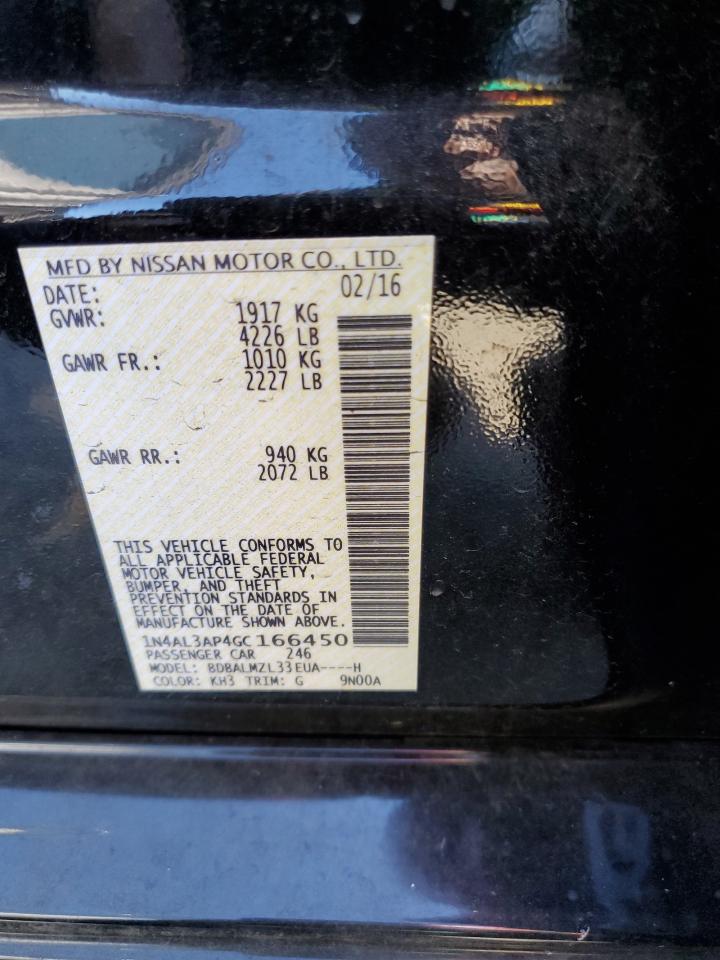 MFD BY NISSAN MOTOR CO., LTD.
DATE: 02/16
GVWR: 1917 KG
4226 LB
GAWR FR.: 1010 KG
2227 LB
GAWR RR.: 940 KG
2072 LB
THIS VEHICLE CONFORMS TO
ALL APPLICABLE FEDERAL
MOTOR VEHICLE SAFETY,
BUMPER, AND THEFT
PREVENTION STANDARDS IN
EFFECT ON THE DATE OF
MANUFACTURE SHOWN ABOVE.
1N4AL3AP4GC166450
PASSENGER CAR 246
MODEL: BDBALMZL33EUA----H
COLOR: KH3 TRIM: G 9N00A